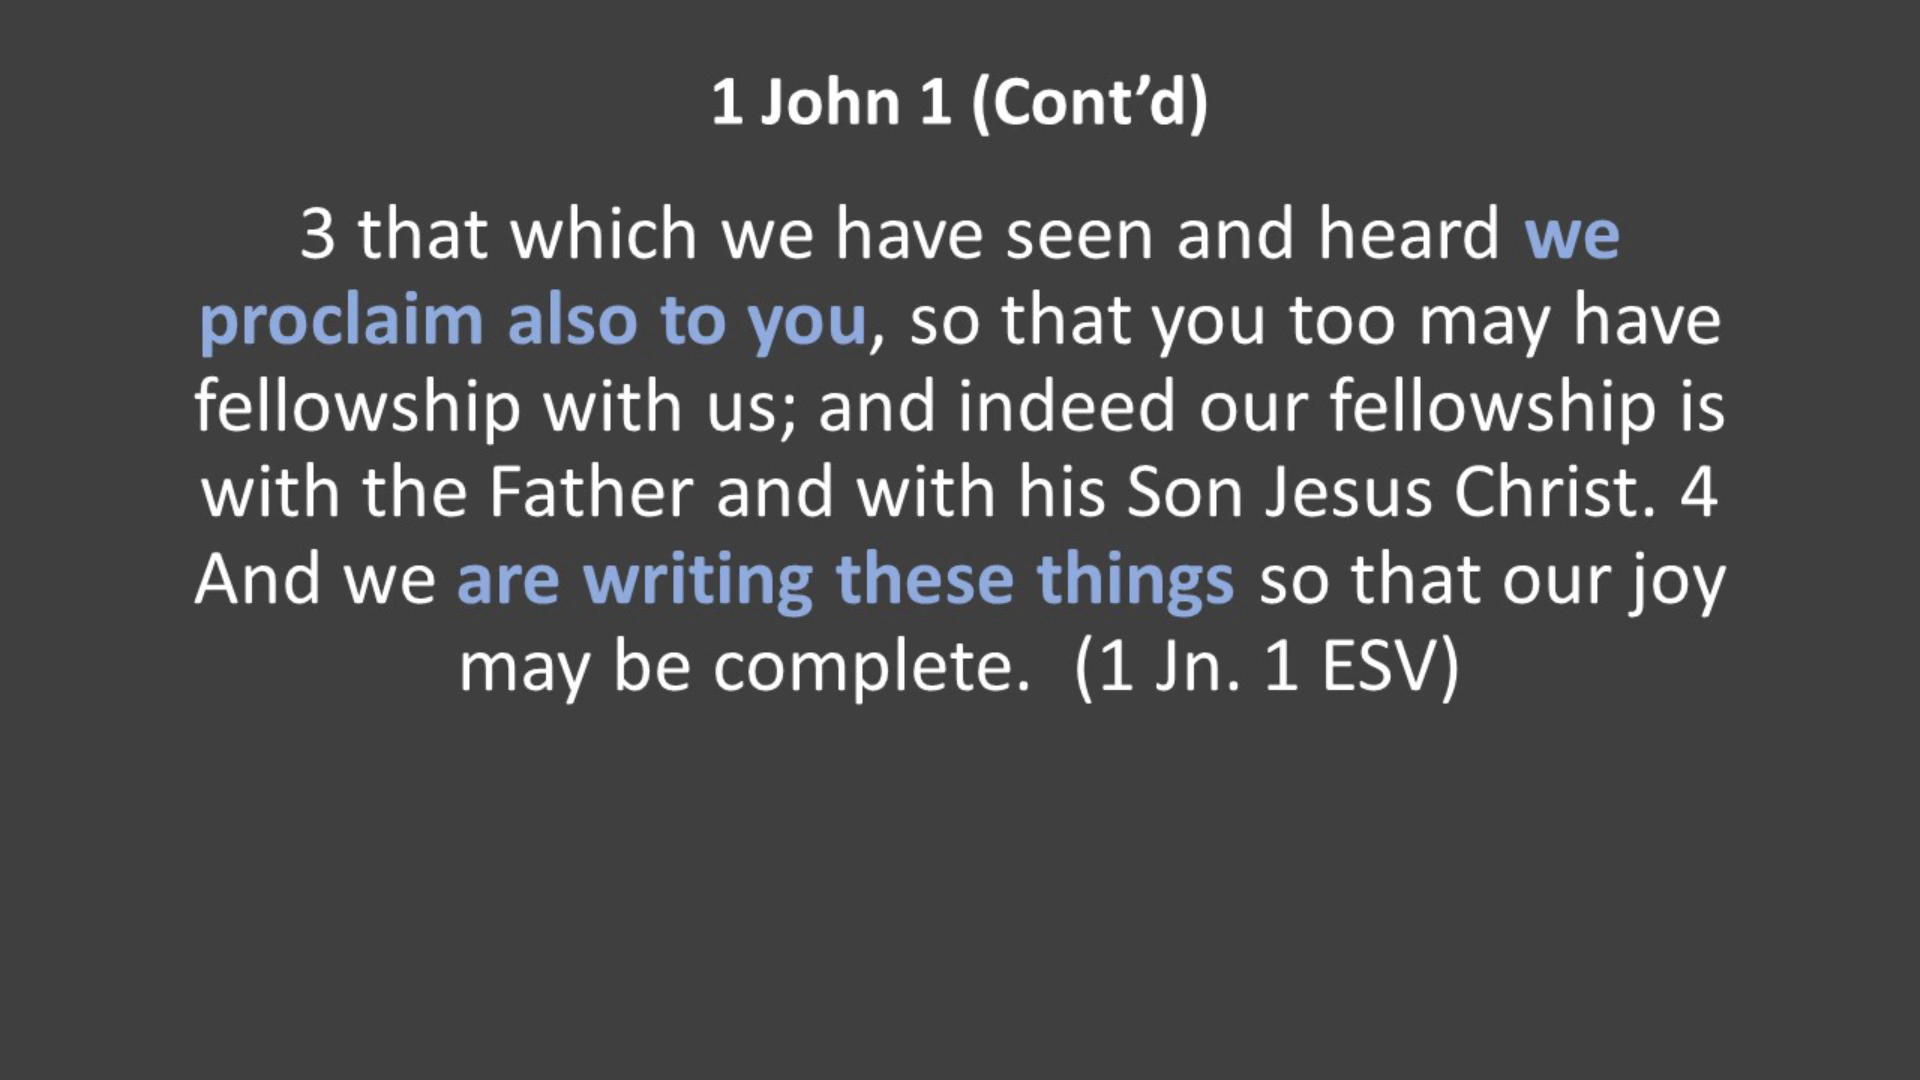 1 John 1 (Cont’d)
3 that which we have seen and heard we
proclaim also to you, so that you too may have
fellowship with us; and indeed our fellowship is
with the Father and with his Son Jesus Christ. 4
And we are writing these things so that our joy
may be complete.  (1 Jn. 1 ESV)